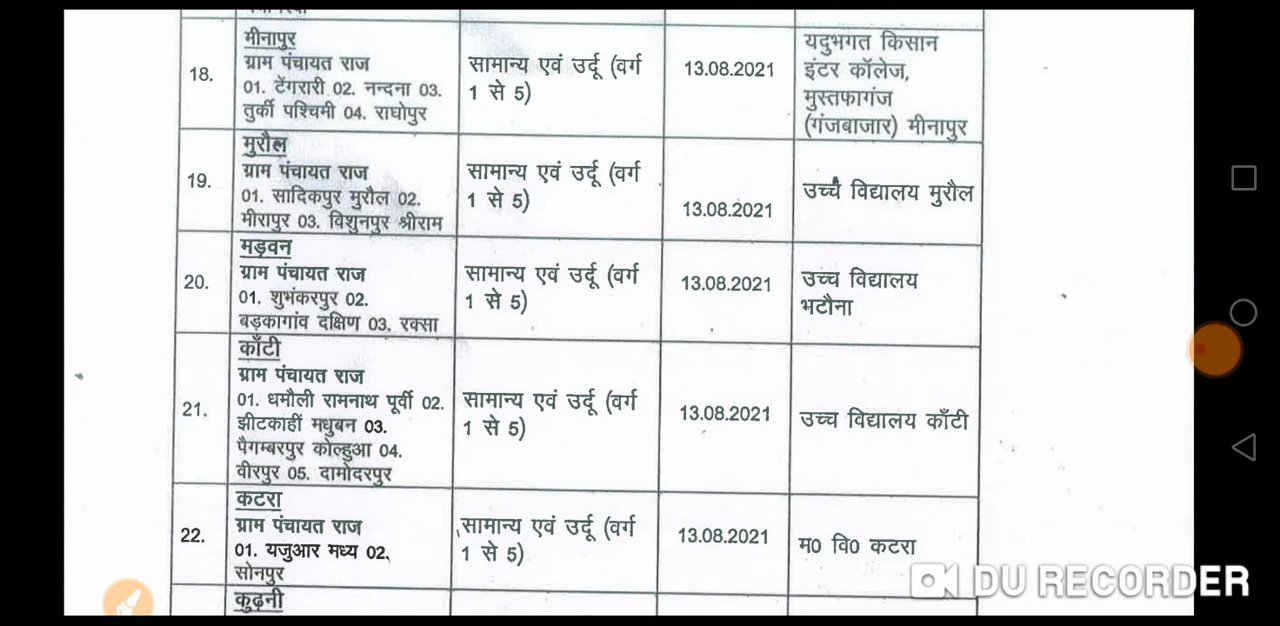 18.
मीनापुर
ग्राम पंचायत राज
01. टेंगरारी 02. नन्दना 03.
तुर्की पश्चिमी 04. राघोपुर
सामान्य एवं उर्दू (वर्ग
1 से 5)
13.08.2021
यदुभगत किसान
इंटर कॉलेज,
मुस्तफागंज
(गंजबाजार) मीनापुर
19.
मुरौल
ग्राम पंचायत राज
01. सादिकपुर मुरौल 02.
मीरापुर 03. विशुनपुर श्रीराम
सामान्य एवं उर्दू (वर्ग
1 से 5)
13.08.2021
उच्च विद्यालय मुरौल
20.
मड़वन
ग्राम पंचायत राज
01. शुभंकरपुर 02.
बड़कागांव दक्षिण 03. रक्सा
सामान्य एवं उर्दू (वर्ग
1 से 5)
13.08.2021
उच्च विद्यालय
भटौना
21.
काँटी
ग्राम पंचायत राज
01. धमौली रामनाथ पूर्वी 02.
झीटकाहीं मधुबन 03.
पैगम्बरपुर कोल्हुआ 04.
वीरपुर 05. दामोदरपुर
सामान्य एवं उर्दू (वर्ग
1 से 5)
13.08.2021
उच्च विद्यालय काँटी
22.
कटरा
ग्राम पंचायत राज
01. यजुआर मध्य 02.
सोनपुर
सामान्य एवं उर्दू (वर्ग
1 से 5)
13.08.2021
म0 वि0 कटरा
कुढ़नी
DU RECORDER